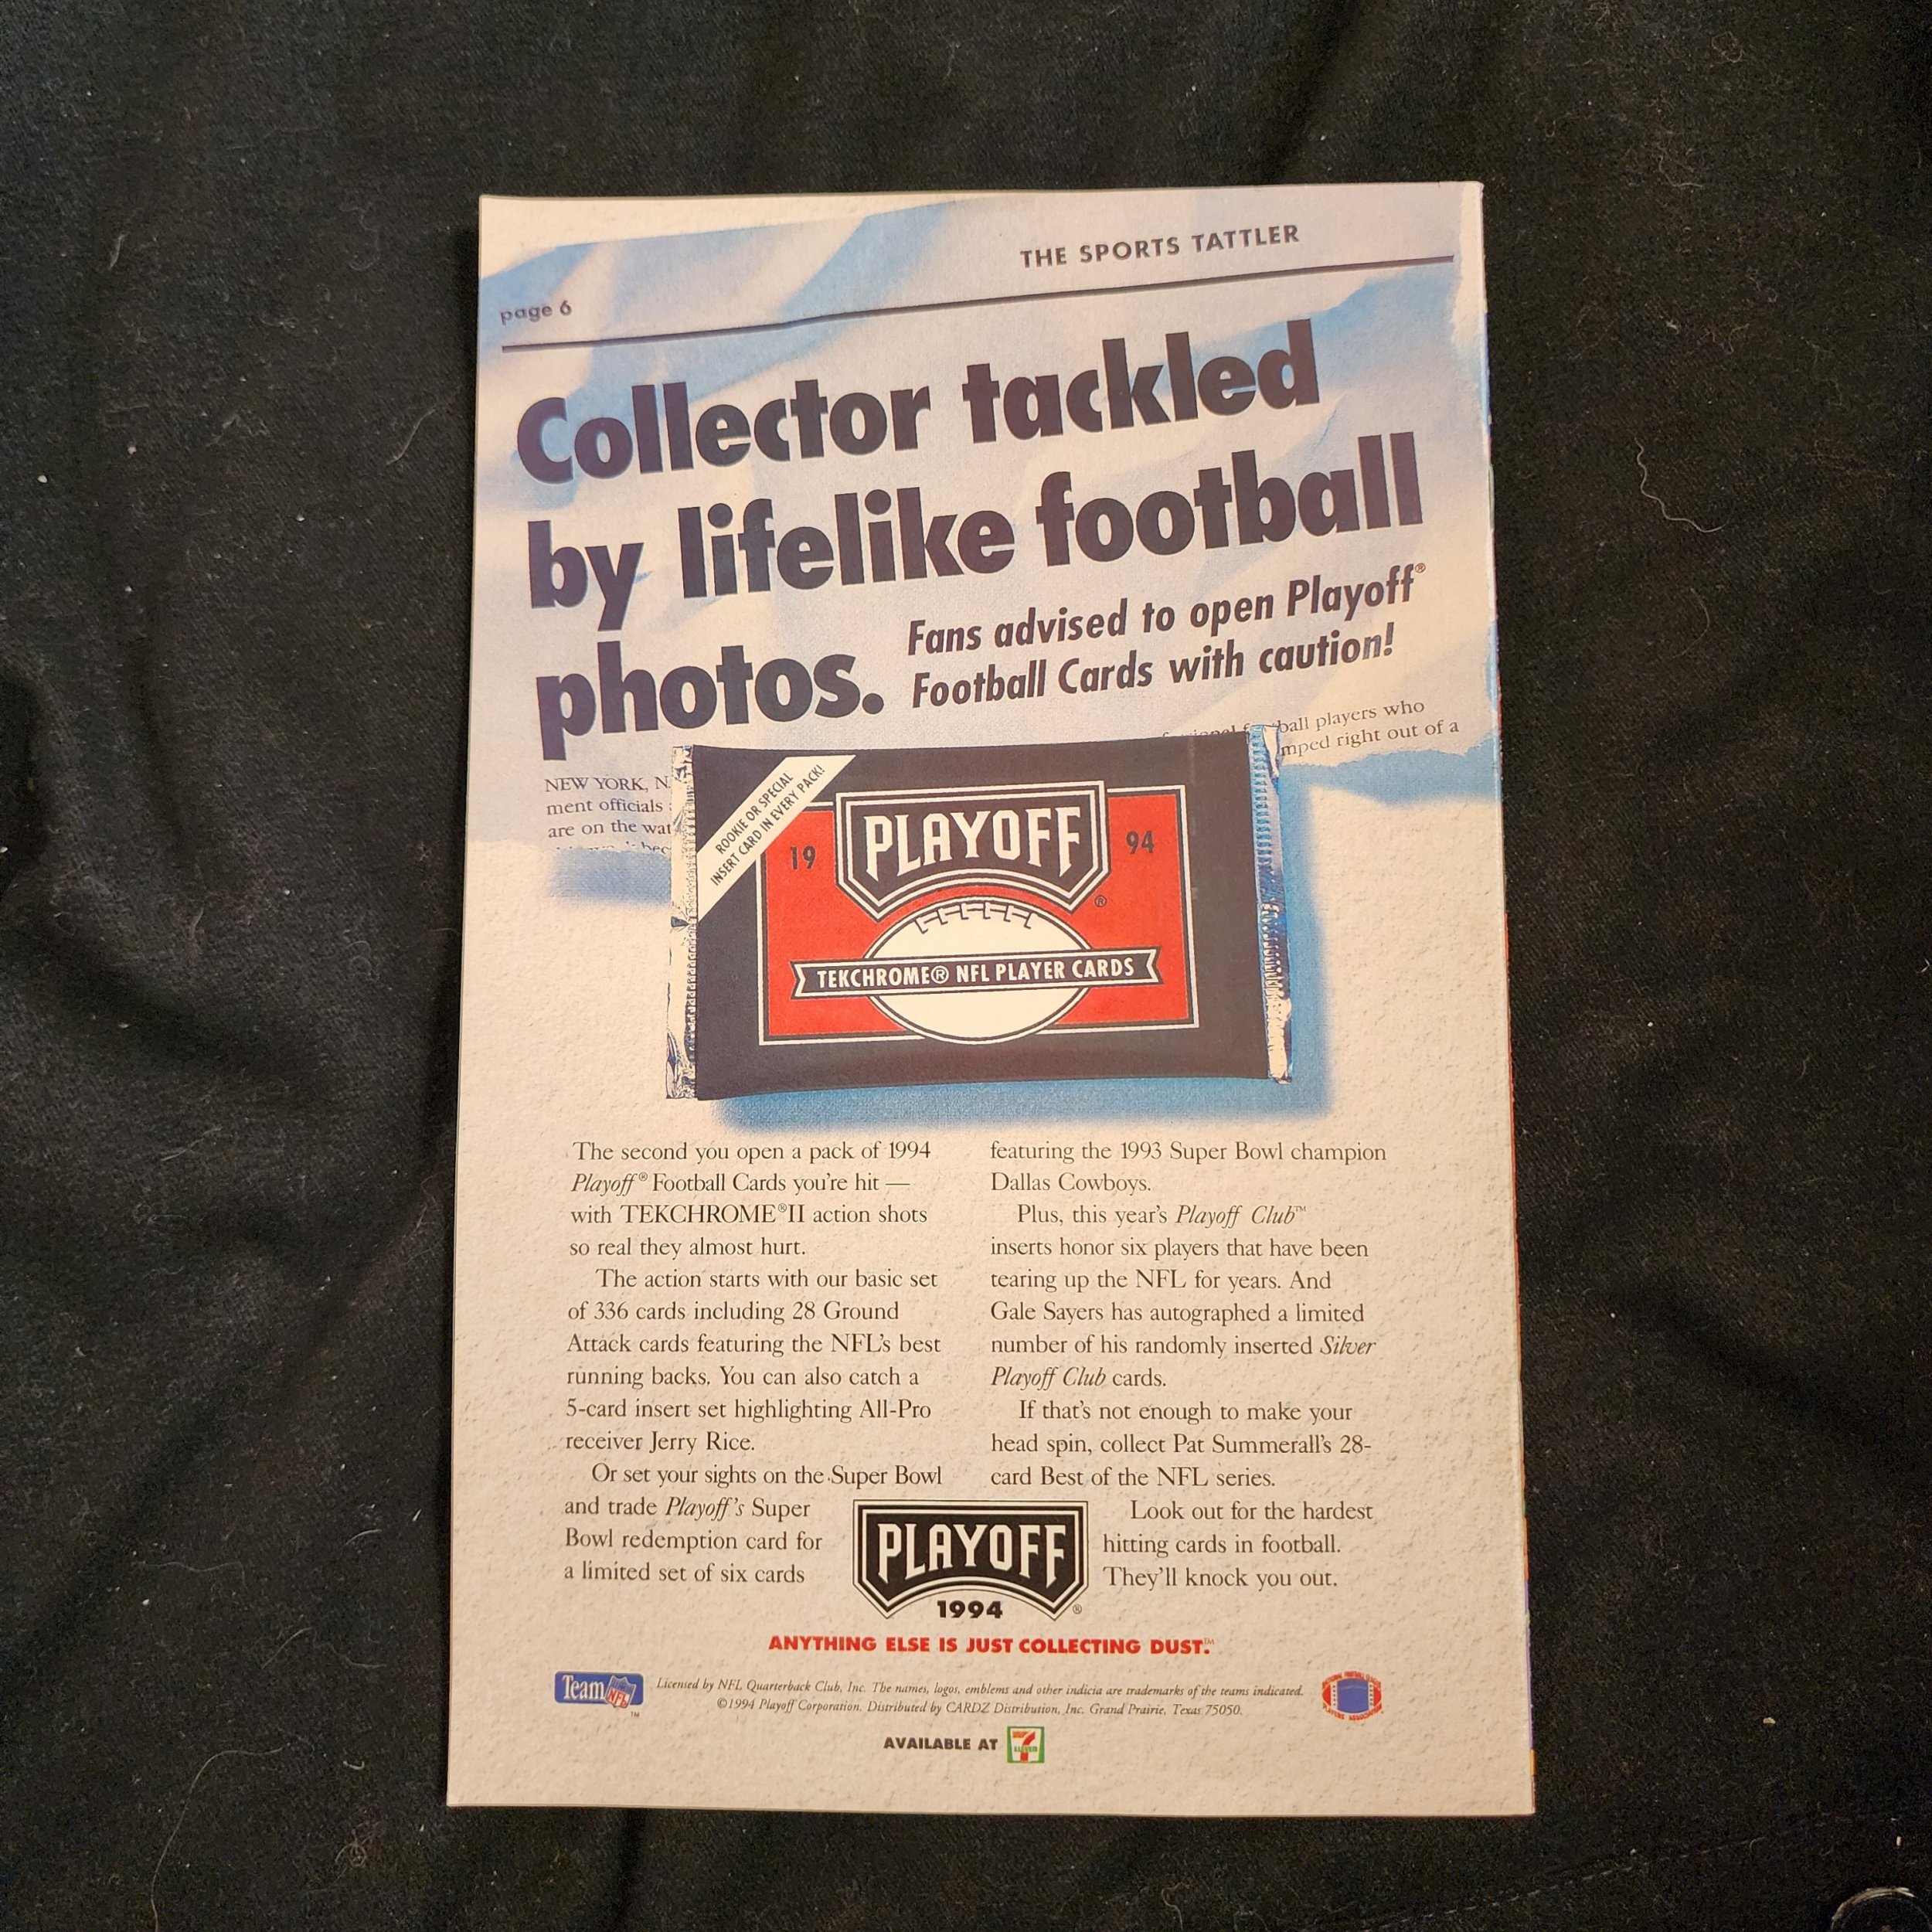 THE SPORTS TATTLER
page 6
Collector tackled
by lifelike football
photos.
Fans advised to open Playoff®
Football Cards with caution!
ball players who
mped right out of a
NEW YORK, N
ment officials
are on the wat
ROOKIE OR SPECIAL
INSERT CARD IN EVERY PACK!
19 PLAYOFF® 94
TEKCHROME® NFL PLAYER CARDS
The second you open a pack of 1994
Playoff® Football Cards you're hit —
with TEKCHROME®II action shots
so real they almost hurt.
The action starts with our basic set
of 336 cards including 28 Ground
Attack cards featuring the NFL's best
running backs. You can also catch a
5-card insert set highlighting All-Pro
receiver Jerry Rice.
Or set your sights on the Super Bowl
and trade Playoff's Super
Bowl redemption card for
a limited set of six cards
featuring the 1993 Super Bowl champion
Dallas Cowboys.
Plus, this year's Playoff Club™
inserts honor six players that have been
tearing up the NFL for years. And
Gale Sayers has autographed a limited
number of his randomly inserted Silver
Playoff Club cards.
If that's not enough to make your
head spin, collect Pat Summerall's 28-
card Best of the NFL series.
Look out for the hardest
hitting cards in football.
They'll knock you out.
PLAYOFF
1994 ®
ANYTHING ELSE IS JUST COLLECTING DUST.™
Team NFL ™
Licensed by NFL Quarterback Club, Inc. The names, logos, emblems and other indicia are trademarks of the teams indicated.
©1994 Playoff Corporation. Distributed by CARDZ Distribution, Inc. Grand Prairie, Texas 75050.
AVAILABLE AT 7 ELEVEN